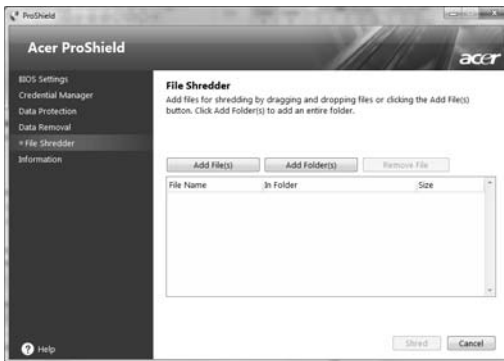 ProShield
Acer ProShield
acer
BIOS Settings
Credential Manager
Data Protection
Data Removal
File Shredder
Information
Help
File Shredder
Add files for shredding by dragging and dropping files or clicking the Add File(s)
button. Click Add Folder(s) to add an entire folder.
Add File(s) Add Folder(s) Remove File
File Name In Folder Size
Shred Cancel